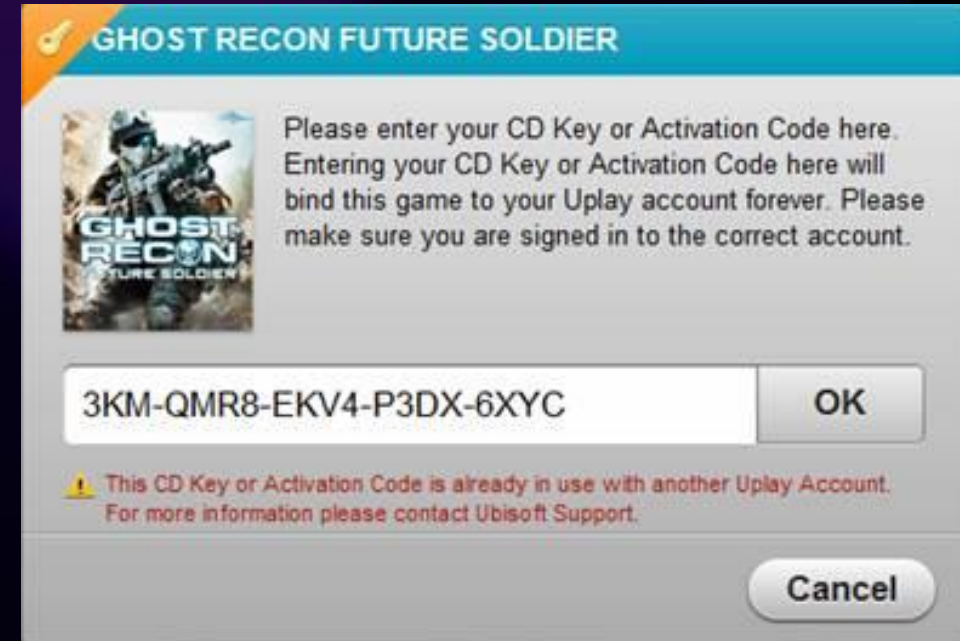 GHOST RECON FUTURE SOLDIER
Please enter your CD Key or Activation Code here.
Entering your CD Key or Activation Code here will
bind this game to your Uplay account forever. Please
make sure you are signed in to the correct account.
GHOST
RECON
FUTURE SOLDIER
3KM-QMR8-EKV4-P3DX-6XYC
OK
This CD Key or Activation Code is already in use with another Uplay Account.
For more information please contact Ubisoft Support.
Cancel